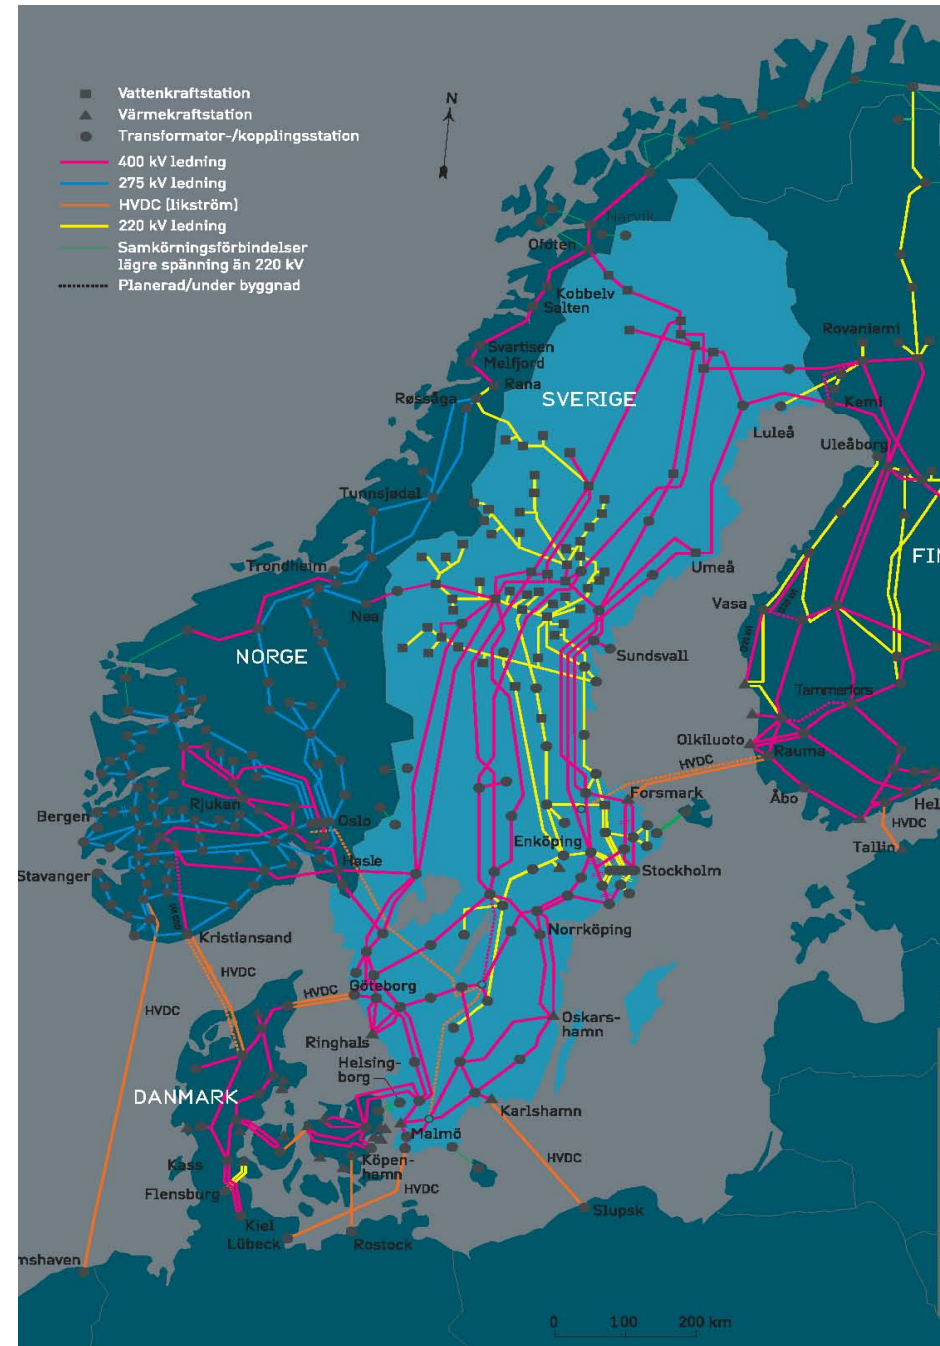 Vattenkraftstation
Värmekraftstation
Transformator-/kopplingsstation
400 kV ledning
275 kV ledning
HVDC (likström)
220 kV ledning
Samkörningsförbindelser
lägre spänning än 220 kV
Planerad/under byggnad
N
Narvik
Ofoten
Kobbelv
Salten
Svartisen
Melfjord
Rana
Røssåga
SVERIGE
Rovaniemi
Kemi
Luleå
Uleåborg
Tunnsjødal
Trondheim
Umeå
FIN
Vasa
Nea
NORGE
Sundsvall
Tammerfors
Olkiluoto
Rauma
HVDC
Åbo
Hel
HVDC
Tallin
Forsmark
Rjukan
Bergen
Oslo
Enköping
Hasle
Stockholm
Stavanger
Norrköping
Kristiansand
HVDC
HVDC
HVDC
Göteborg
Ringhals
Oskars-
hamn
Helsing-
borg
DANMARK
Karlshamn
Malmö
Köpen-
hamn
HVDC
HVDC
Kass
Flensburg
Kiel
Lübeck
Rostock
Slupsk
mshaven
0 100 200 km